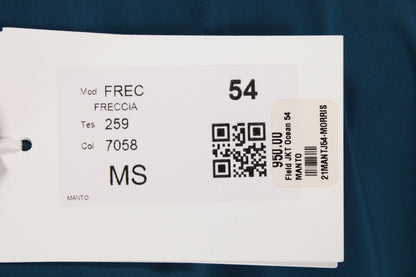 Mod FREC
FRECCIA
Tes 259
Col 7058
MS
MANTO
54
950.00
Field JKT Ocean 54
MANTO
21MANTJ54-MORRIS